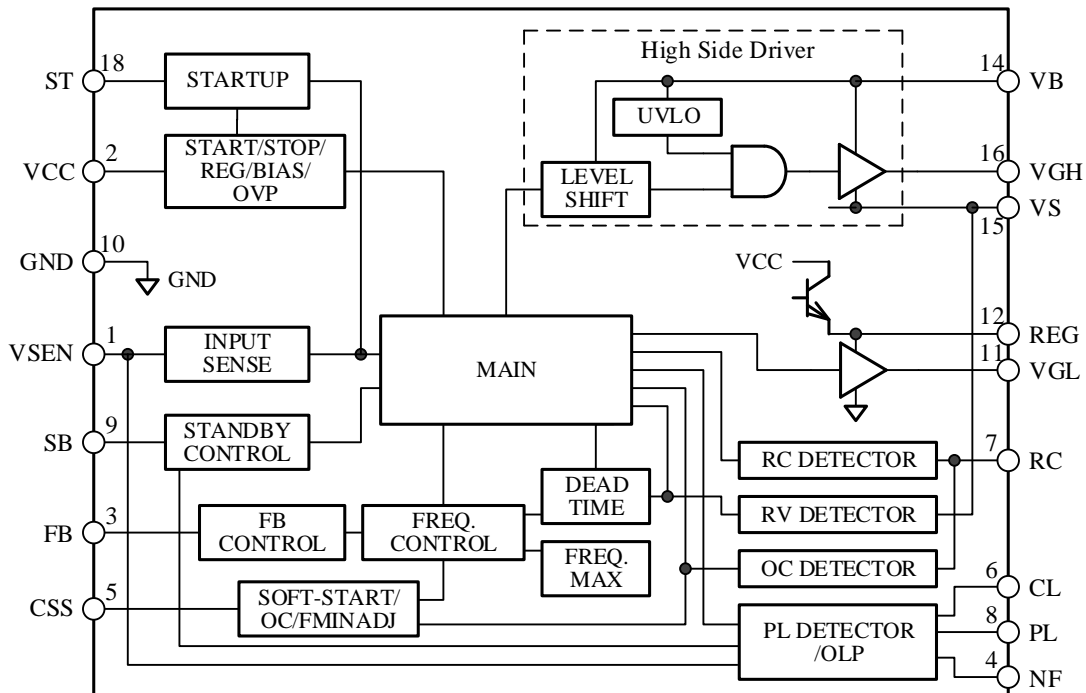 High Side Driver
18
ST
STARTUP
14
VB
UVLO
2
VCC
START/STOP/
REG/BIAS/
OVP
16
VGH
LEVEL
SHIFT
VS
15
10
GND
GND
VCC
1
VSEN
INPUT
SENSE
MAIN
12
REG
11
VGL
9
SB
STANDBY
CONTROL
RC DETECTOR
7
RC
DEAD
TIME
3
FB
FB
CONTROL
FREQ.
CONTROL
RV DETECTOR
FREQ.
MAX
OC DETECTOR
5
CSS
SOFT-START/
OC/FMINADJ
6
CL
PL DETECTOR
/OLP
8
PL
4
NF